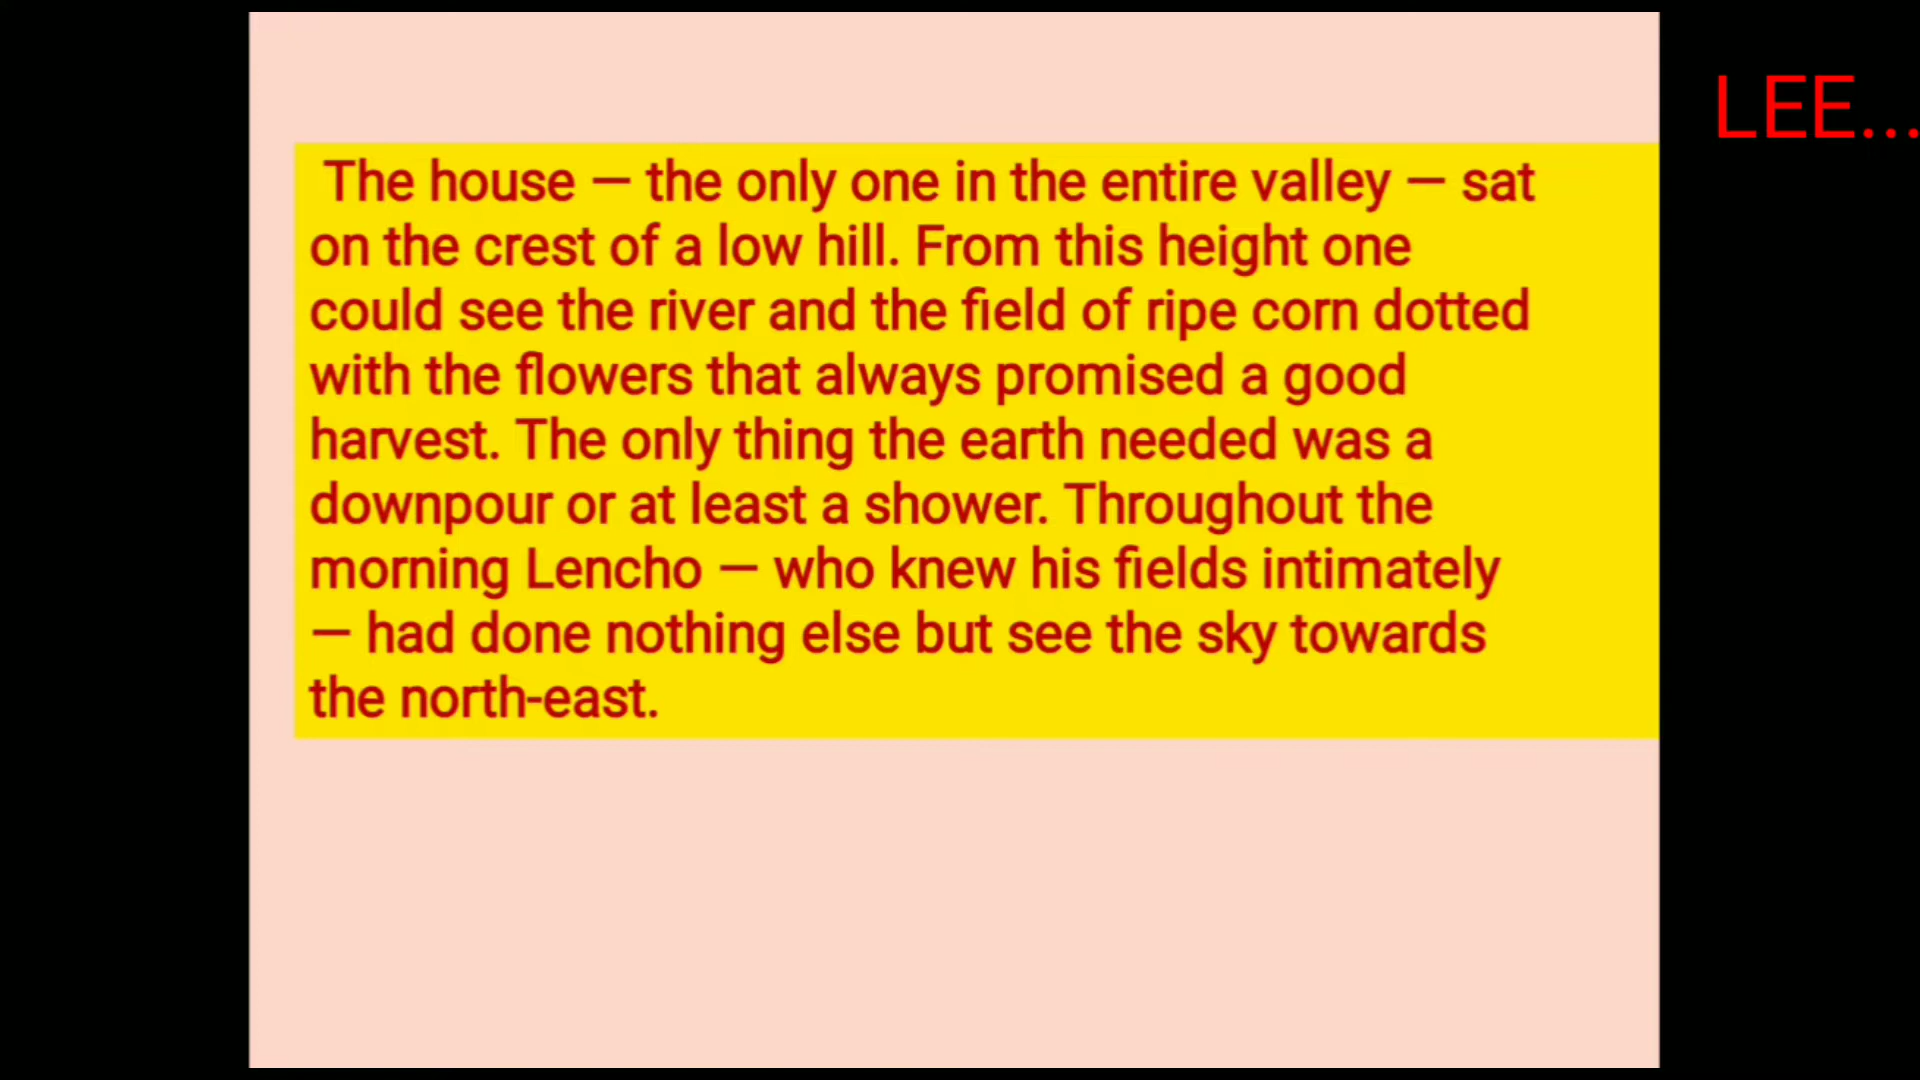 LEE...
The house — the only one in the entire valley — sat
on the crest of a low hill. From this height one
could see the river and the field of ripe corn dotted
with the flowers that always promised a good
harvest. The only thing the earth needed was a
downpour or at least a shower. Throughout the
morning Lencho — who knew his fields intimately
— had done nothing else but see the sky towards
the north-east.